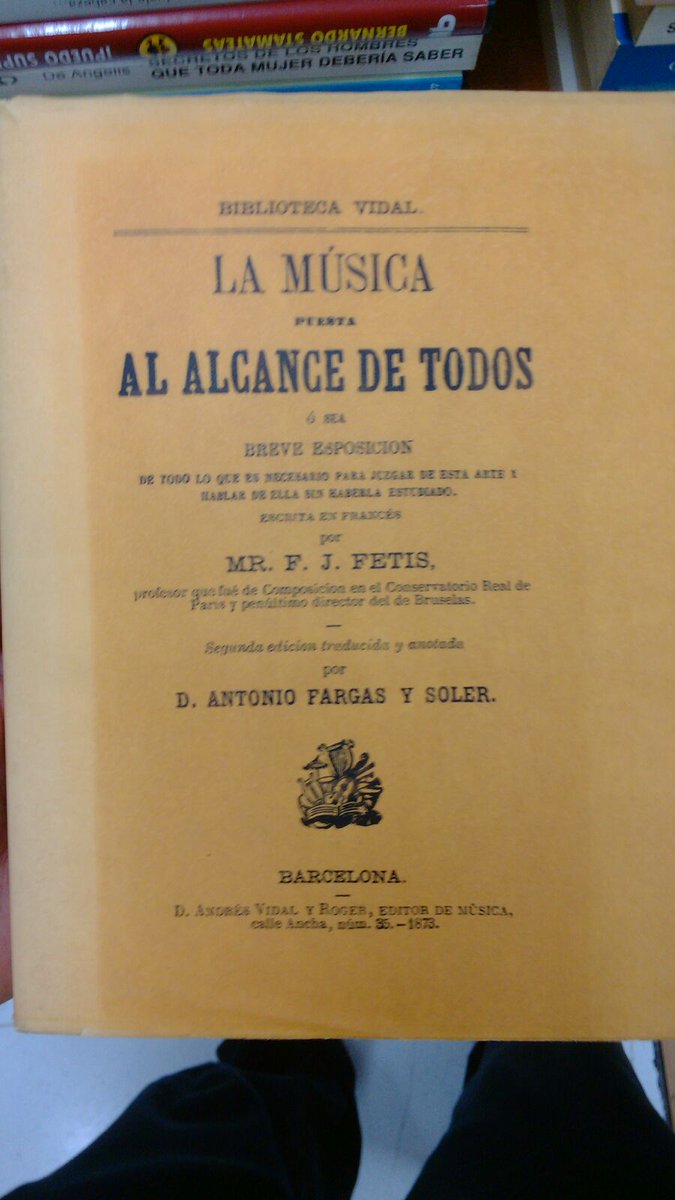 BERNARDO STAMATEAS
¡PUEDO SUP
SECRETOS DE LOS HOMBRES
De Angelis
QUE TODA MUJER DEBERÍA SABER
BIBLIOTECA VIDAL.
LA MÚSICA
PUESTA
AL ALCANCE DE TODOS
Ó SEA
BREVE ESPOSICION
DE TODO LO QUE ES NECESARIO PARA JUZGAR DE ESTA ARTE Y
HABLAR DE ELLA SIN HABERLA ESTUDIADO.
ESCRITA EN FRANCÉS
por
MR. F. J. FETIS,
profesor que fué de Composicion en el Conservatorio Real de
Paris y penúltimo director del de Bruselas.
Segunda edicion traducida y anotada
por
D. ANTONIO FARGAS Y SOLER.
BARCELONA.
D. ANDRÉS VIDAL Y ROGER, EDITOR DE MÚSICA,
calle Ancha, núm. 35.—1873.